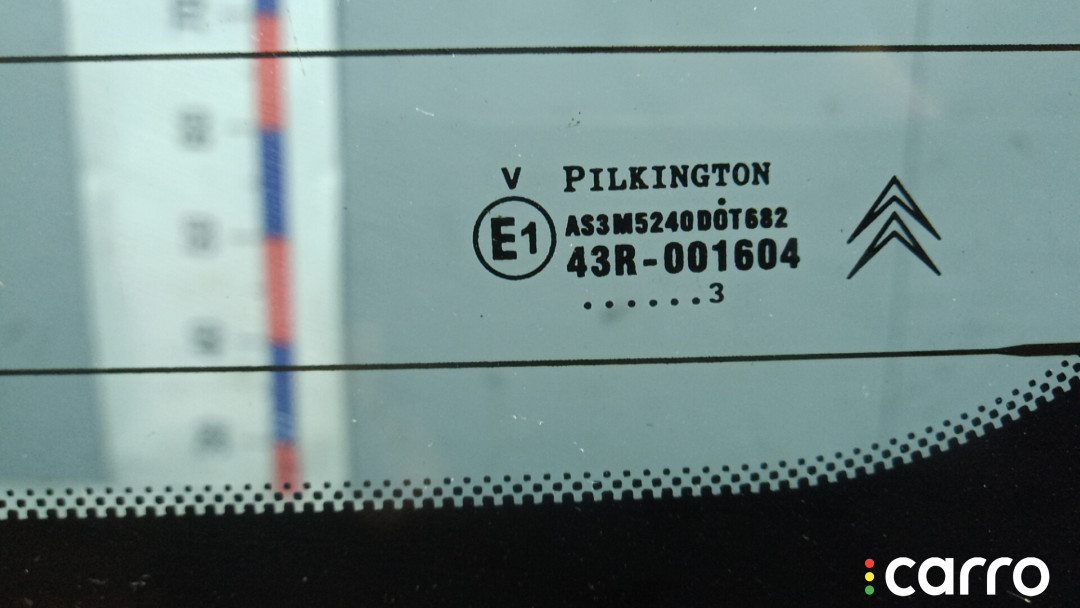 V PILKINGTON
E1
AS3M5240DOT682
43R-001604
......3
carro